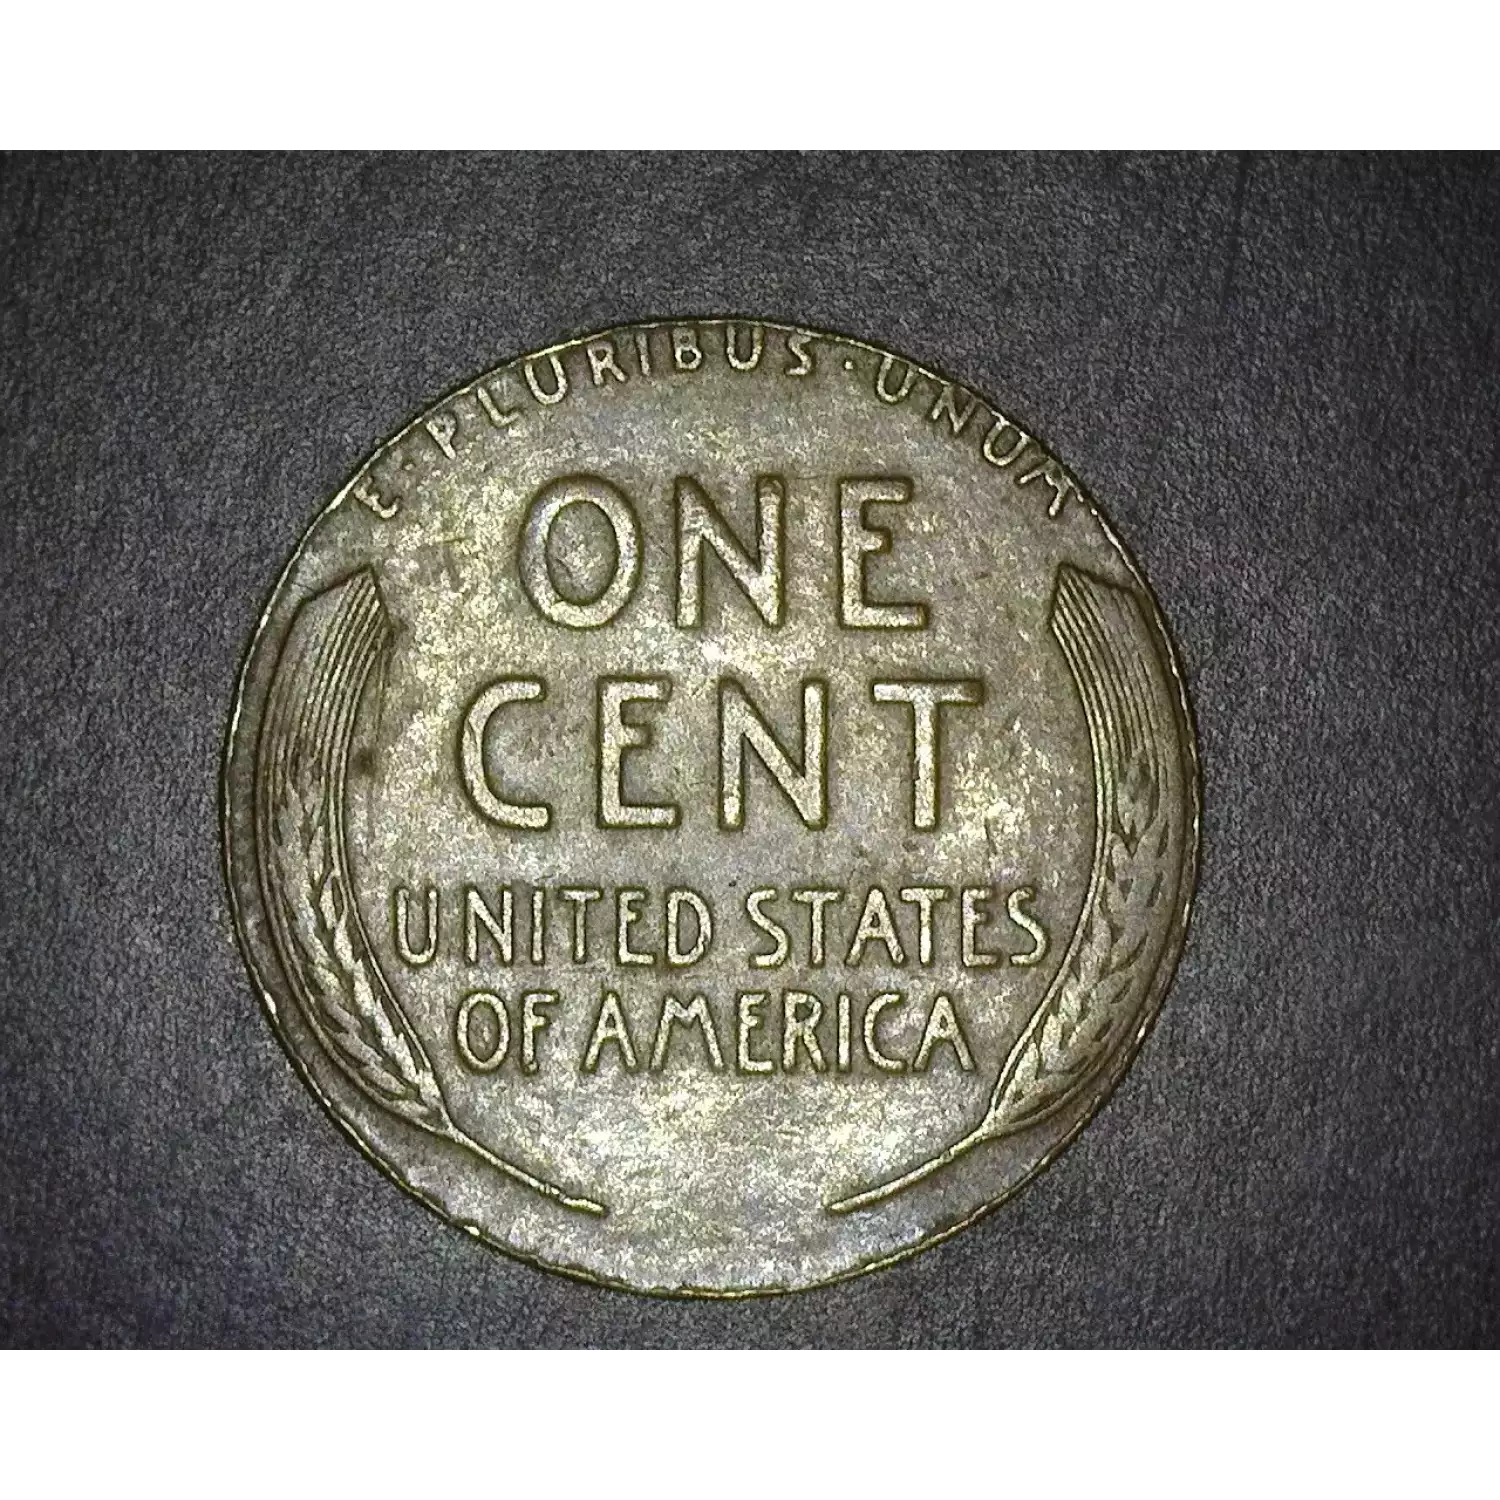 E·PLURIBUS·UNUM
ONE
CENT
UNITED STATES
OF AMERICA